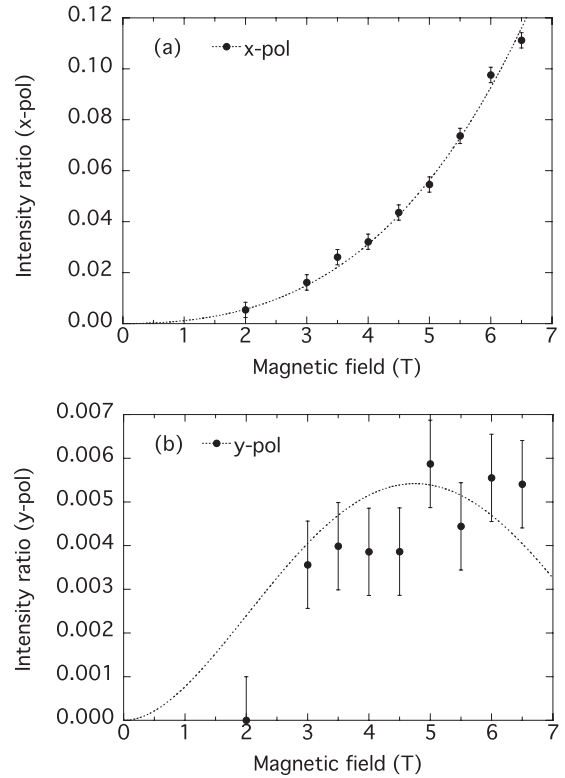 0.12
(a)
x-pol
0.10
0.08
0.06
0.04
0.02
0.00
Intensity ratio (x-pol)
0 1 2 3 4 5 6 7
Magnetic field (T)
0.007
(b)
y-pol
0.006
0.005
0.004
0.003
0.002
0.001
0.000
Intensity ratio (y-pol)
0 1 2 3 4 5 6 7
Magnetic field (T)